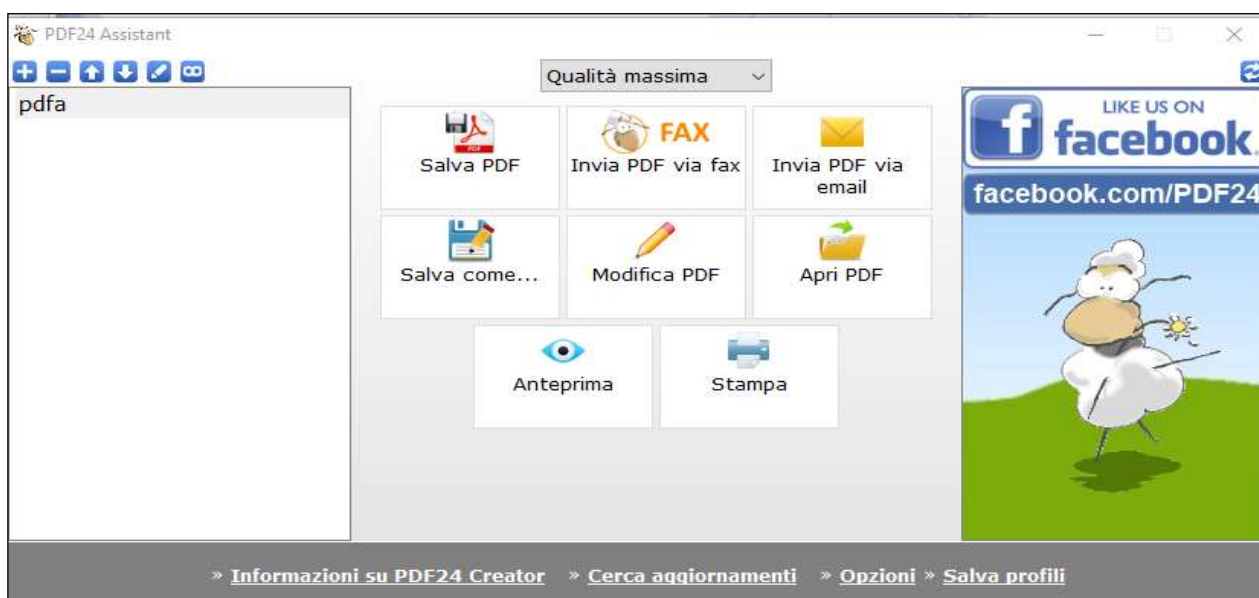 PDF24 Assistant
Qualità massima
pdfa
Salva PDF
FAX
Invia PDF via fax
Invia PDF via
email
Salva come...
Modifica PDF
Apri PDF
Anteprima
Stampa
f
LIKE US ON
facebook.
facebook.com/PDF24
» Informazioni su PDF24 Creator » Cerca aggiornamenti » Opzioni » Salva profili